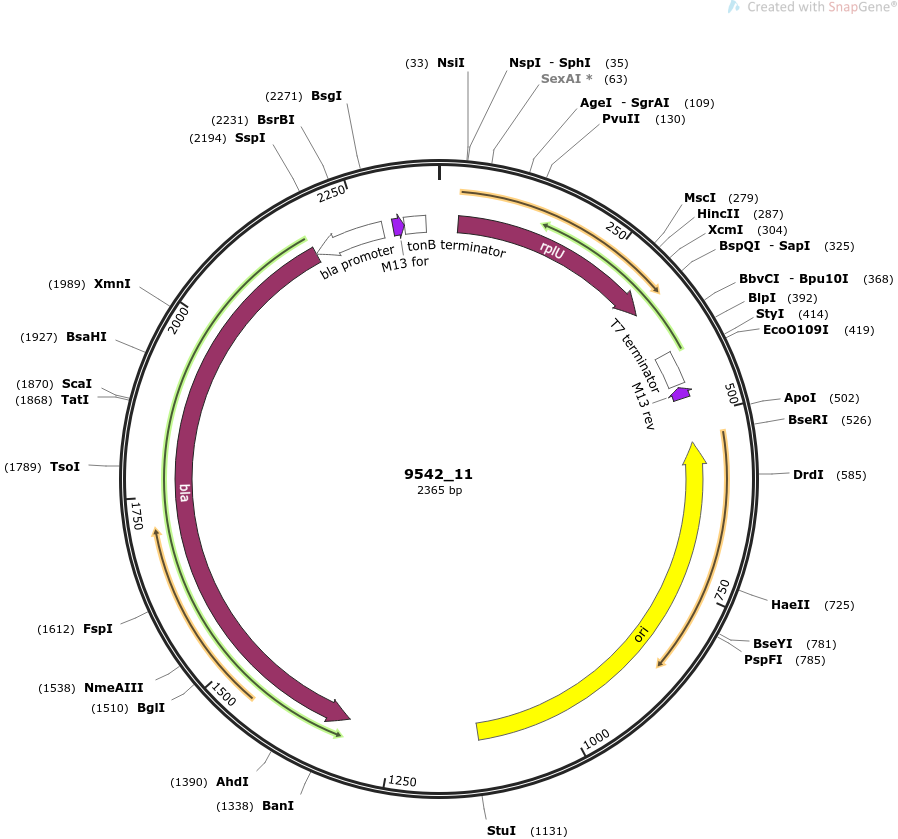 Created with SnapGene®
(33) NsiI
NspI - SphI (35)
SexAI * (63)
AgeI - SgrAI (109)
PvuII (130)
(2271) BsgI
(2231) BsrBI
(2194) SspI
2250
250
MscI (279)
HincII (287)
XcmI (304)
BspQI - SapI (325)
BbvCI - Bpu10I (368)
BlpI (392)
StyI (414)
EcoO109I (419)
bla promoter
M13 for
tonB terminator
rplU
T7 terminator
M13 rev
(1989) XmnI
2000
(1927) BsaHI
(1870) ScaI
(1868) TatI
500
ApoI (502)
BseRI (526)
(1789) TsoI
bla
9542_11
2365 bp
DrdI (585)
1750
750
HaeII (725)
(1612) FspI
ori
BseYI (781)
PspFI (785)
(1538) NmeAIII
(1510) BglI
1500
1000
(1390) AhdI
1250
(1338) BanI
StuI (1131)